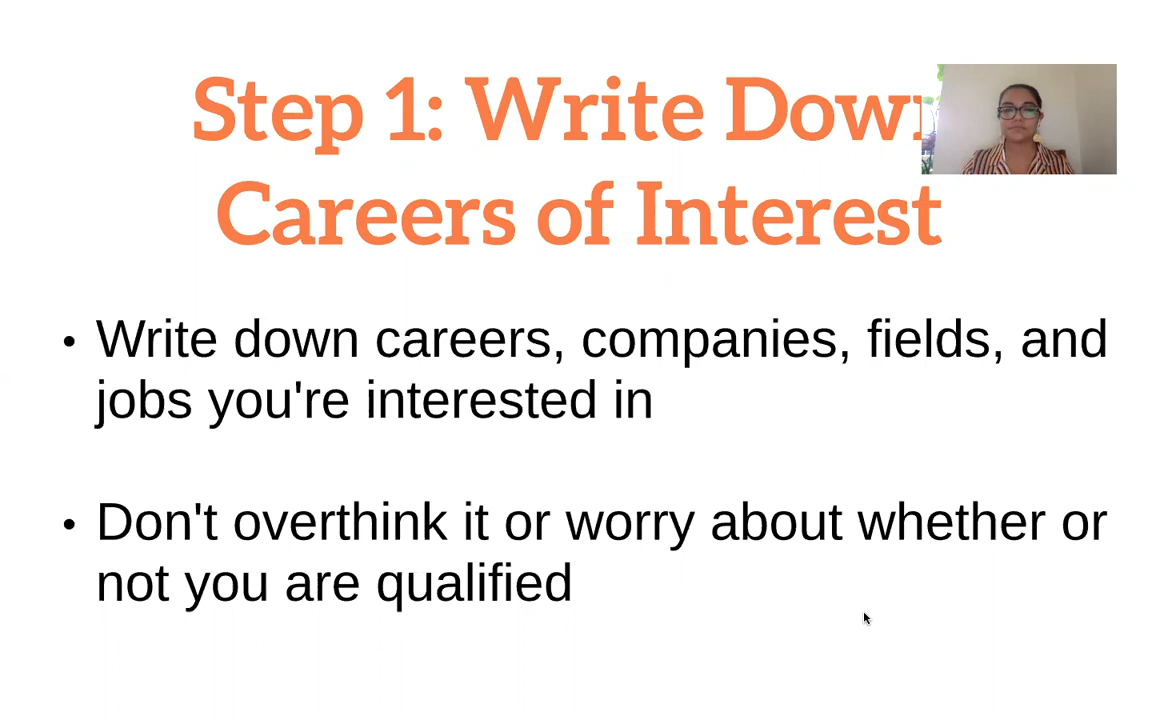 Step 1: Write Down
Careers of Interest
• Write down careers, companies, fields, and
jobs you're interested in
• Don't overthink it or worry about whether or
not you are qualified